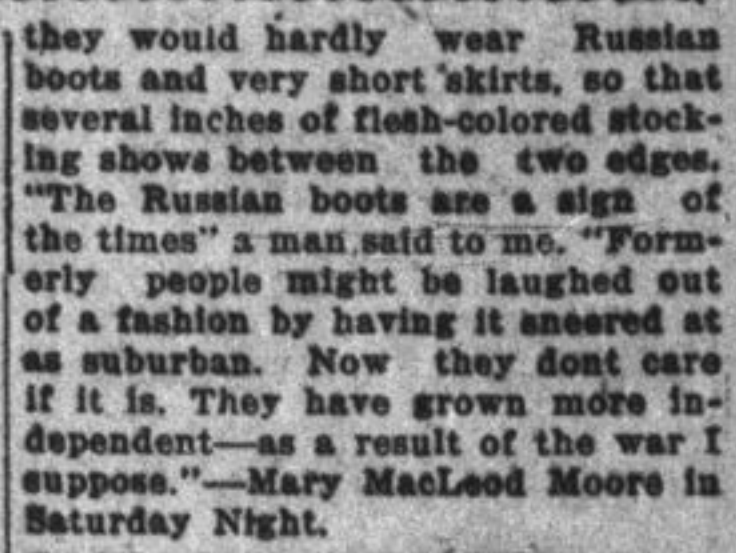 they would hardly wear Russian
boots and very short skirts, so that
several inches of flesh-colored stock-
ing shows between the two edges.
"The Russian boots are a sign of
the times" a man said to me. "Form-
erly people might be laughed out
of a fashion by having it sneered at
as suburban. Now they dont care
if it is. They have grown more in-
dependent—as a result of the war I
suppose."—Mary MacLeod Moore in
Saturday Night.